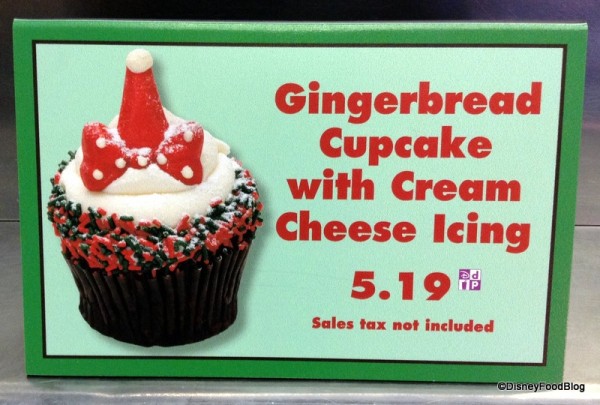 Gingerbread
Cupcake
with Cream
Cheese Icing
5.19
Sales tax not included
©DisneyFoodBlog